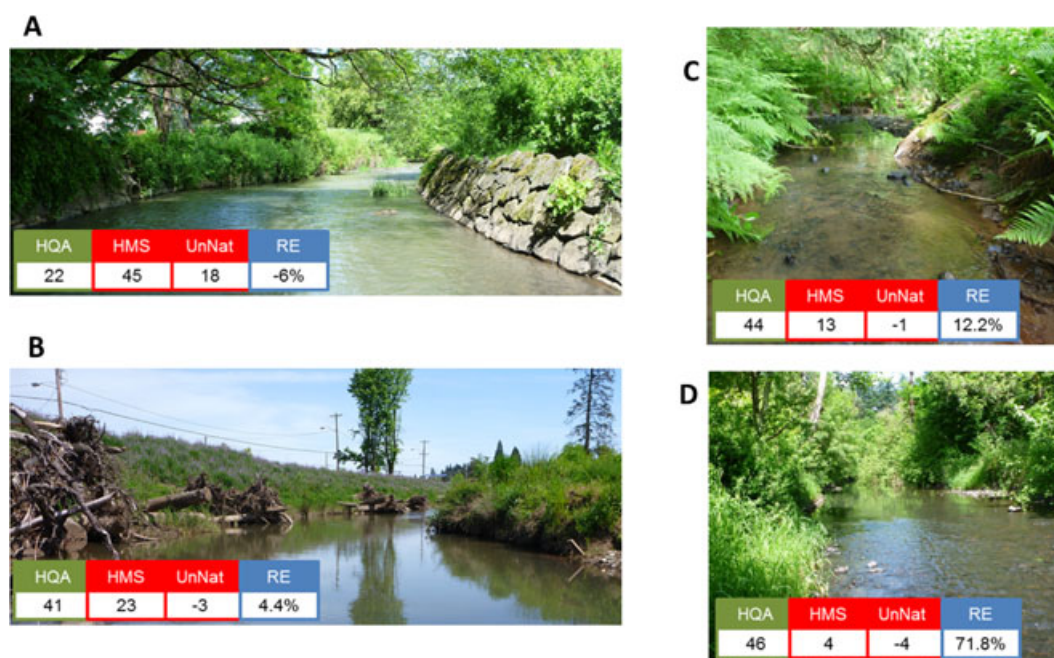 A
HQA HMS UnNat RE
22 45 18 -6%
B
HQA HMS UnNat RE
41 23 -3 4.4%
C
HQA HMS UnNat RE
44 13 -1 12.2%
D
HQA HMS UnNat RE
46 4 -4 71.8%